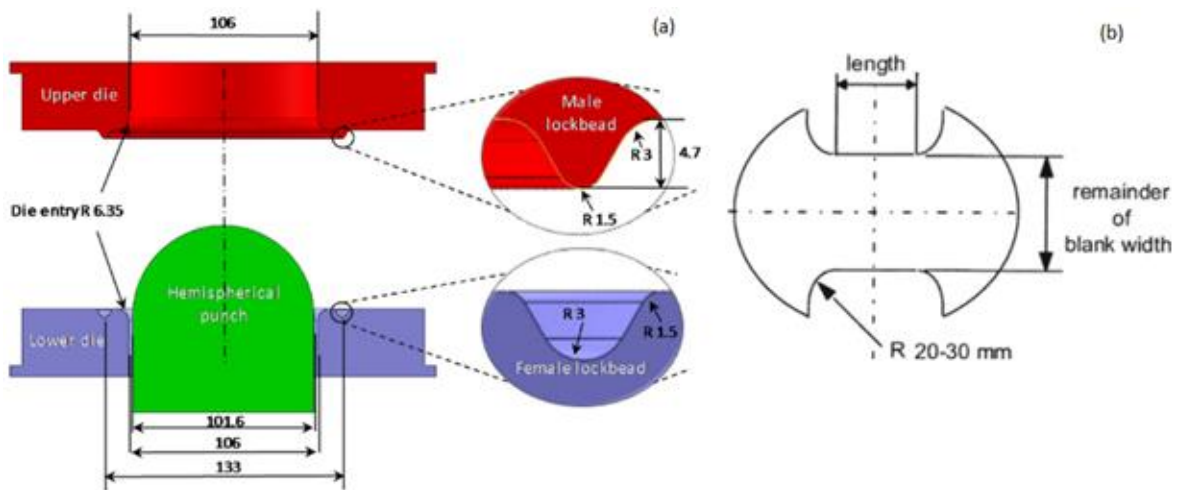 106
(a)
Upper die
Male
lockbead
R 3
4.7
R 1.5
Die entry R 6.35
Hemispherical
punch
Lower die
R 3
R 1.5
Female lockbead
101.6
106
133
(b)
length
remainder
of
blank width
R 20-30 mm